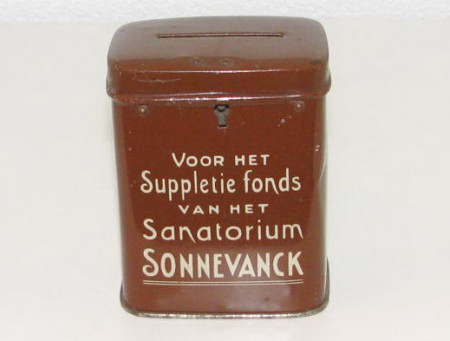 VOOR HET
Suppletie fonds
VAN HET
Sanatorium
SONNEVANCK